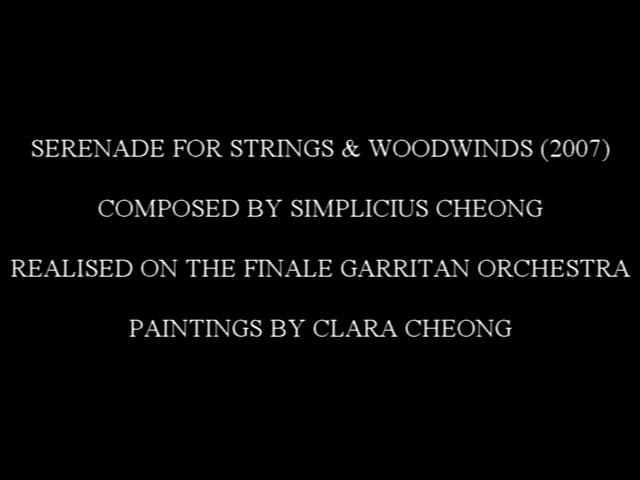 SERENADE FOR STRINGS & WOODWINDS (2007)
COMPOSED BY SIMPLICIUS CHEONG
REALISED ON THE FINALE GARRITAN ORCHESTRA
PAINTINGS BY CLARA CHEONG